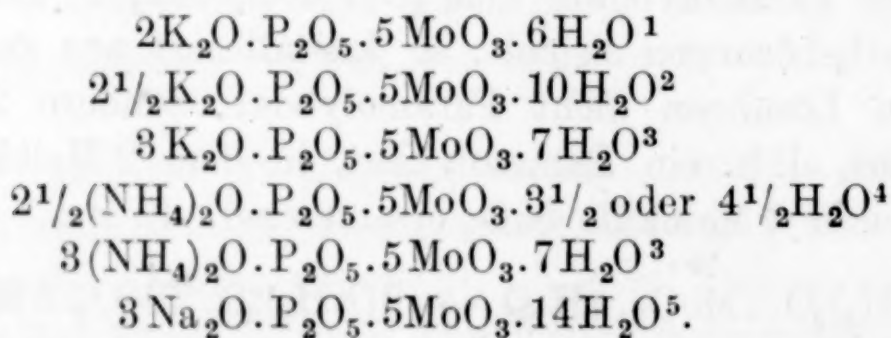 2K₂O.P₂O₅.5MoO₃.6H₂O¹
2¹/₂K₂O.P₂O₅.5MoO₃.10H₂O²
3K₂O.P₂O₅.5MoO₃.7H₂O³
2¹/₂(NH₄)₂O.P₂O₅.5MoO₃.3¹/₂ oder 4¹/₂H₂O⁴
3(NH₄)₂O.P₂O₅.5MoO₃.7H₂O³
3Na₂O.P₂O₅.5MoO₃.14H₂O⁵.